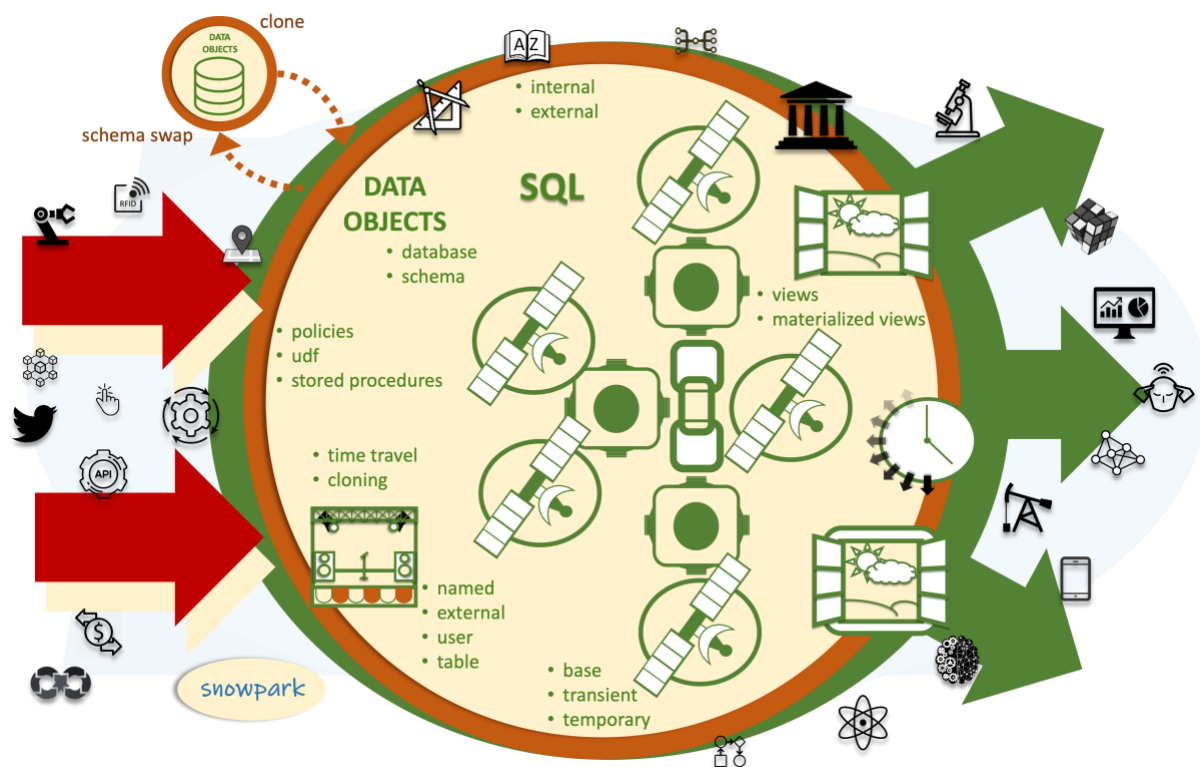 clone
DATA
OBJECTS
schema swap
A Z
• internal
• external
RFID
DATA
OBJECTS
SQL
• database
• schema
• views
• materialized views
• policies
• udf
• stored procedures
• time travel
• cloning
API
1
• named
• external
• user
• table
$
snowpark
• base
• transient
• temporary